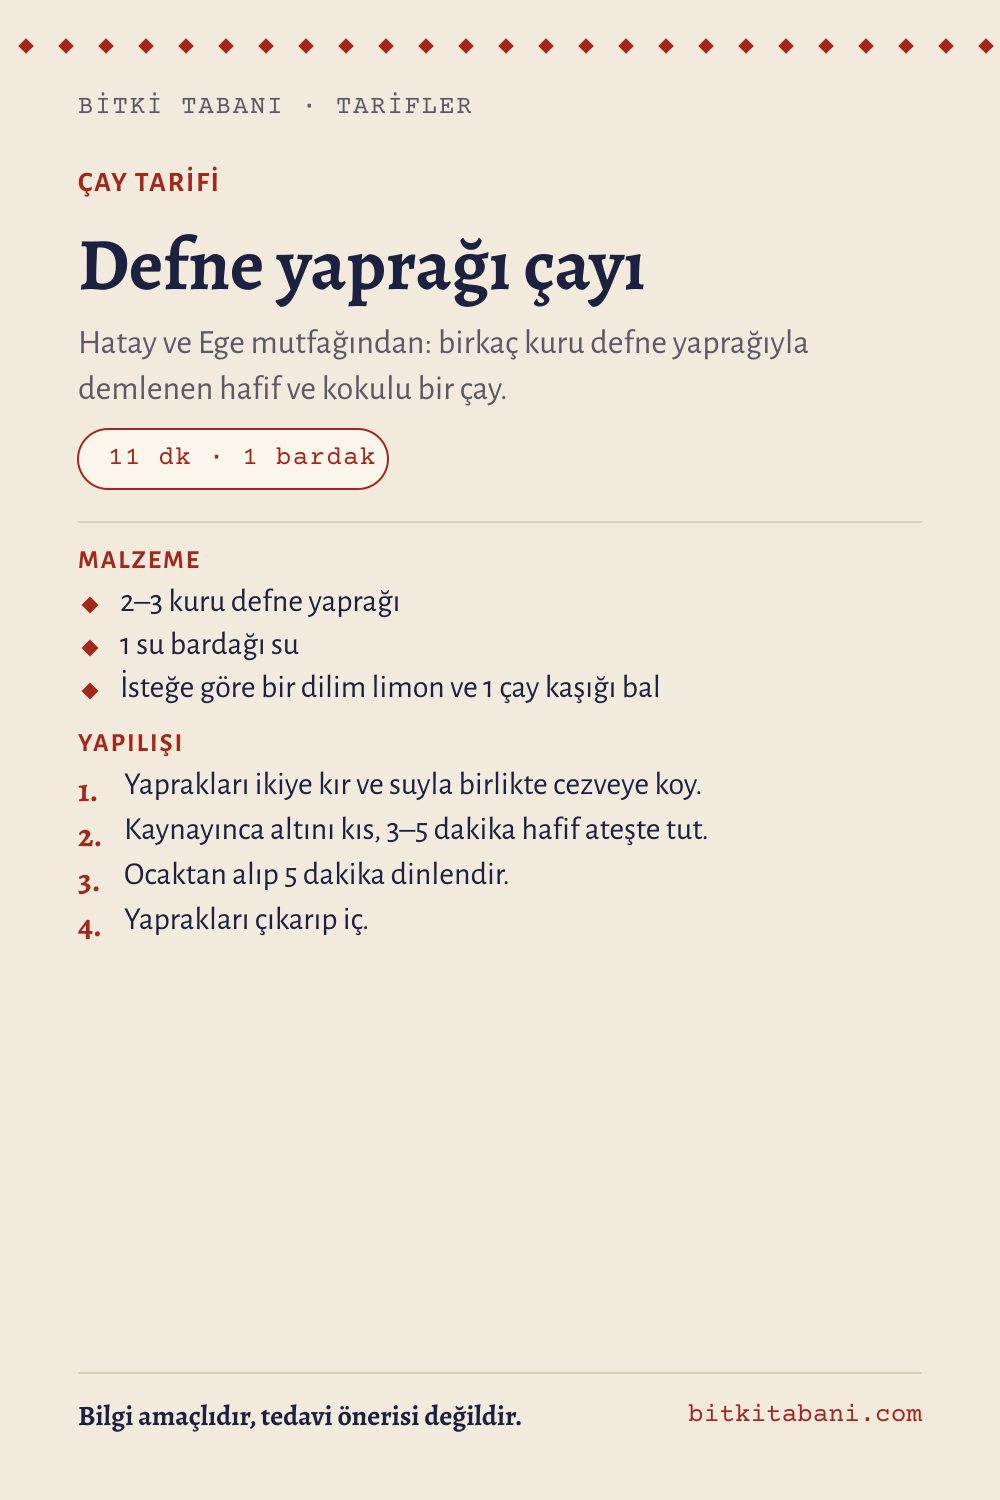 BİTKİ TABANI · TARİFLER
ÇAY TARİFİ
Defne yaprağı çayı
Hatay ve Ege mutfağından: birkaç kuru defne yaprağıyla
demlenen hafif ve kokulu bir çay.
11 dk · 1 bardak
MALZEME
◆ 2–3 kuru defne yaprağı
◆ 1 su bardağı su
◆ İsteğe göre bir dilim limon ve 1 çay kaşığı bal
YAPILIŞI
1. Yaprakları ikiye kır ve suyla birlikte cezveye koy.
2. Kaynayınca altını kıs, 3–5 dakika hafif ateşte tut.
3. Ocaktan alıp 5 dakika dinlendir.
4. Yaprakları çıkarıp iç.
Bilgi amaçlıdır, tedavi önerisi değildir.
bitkitabani.com